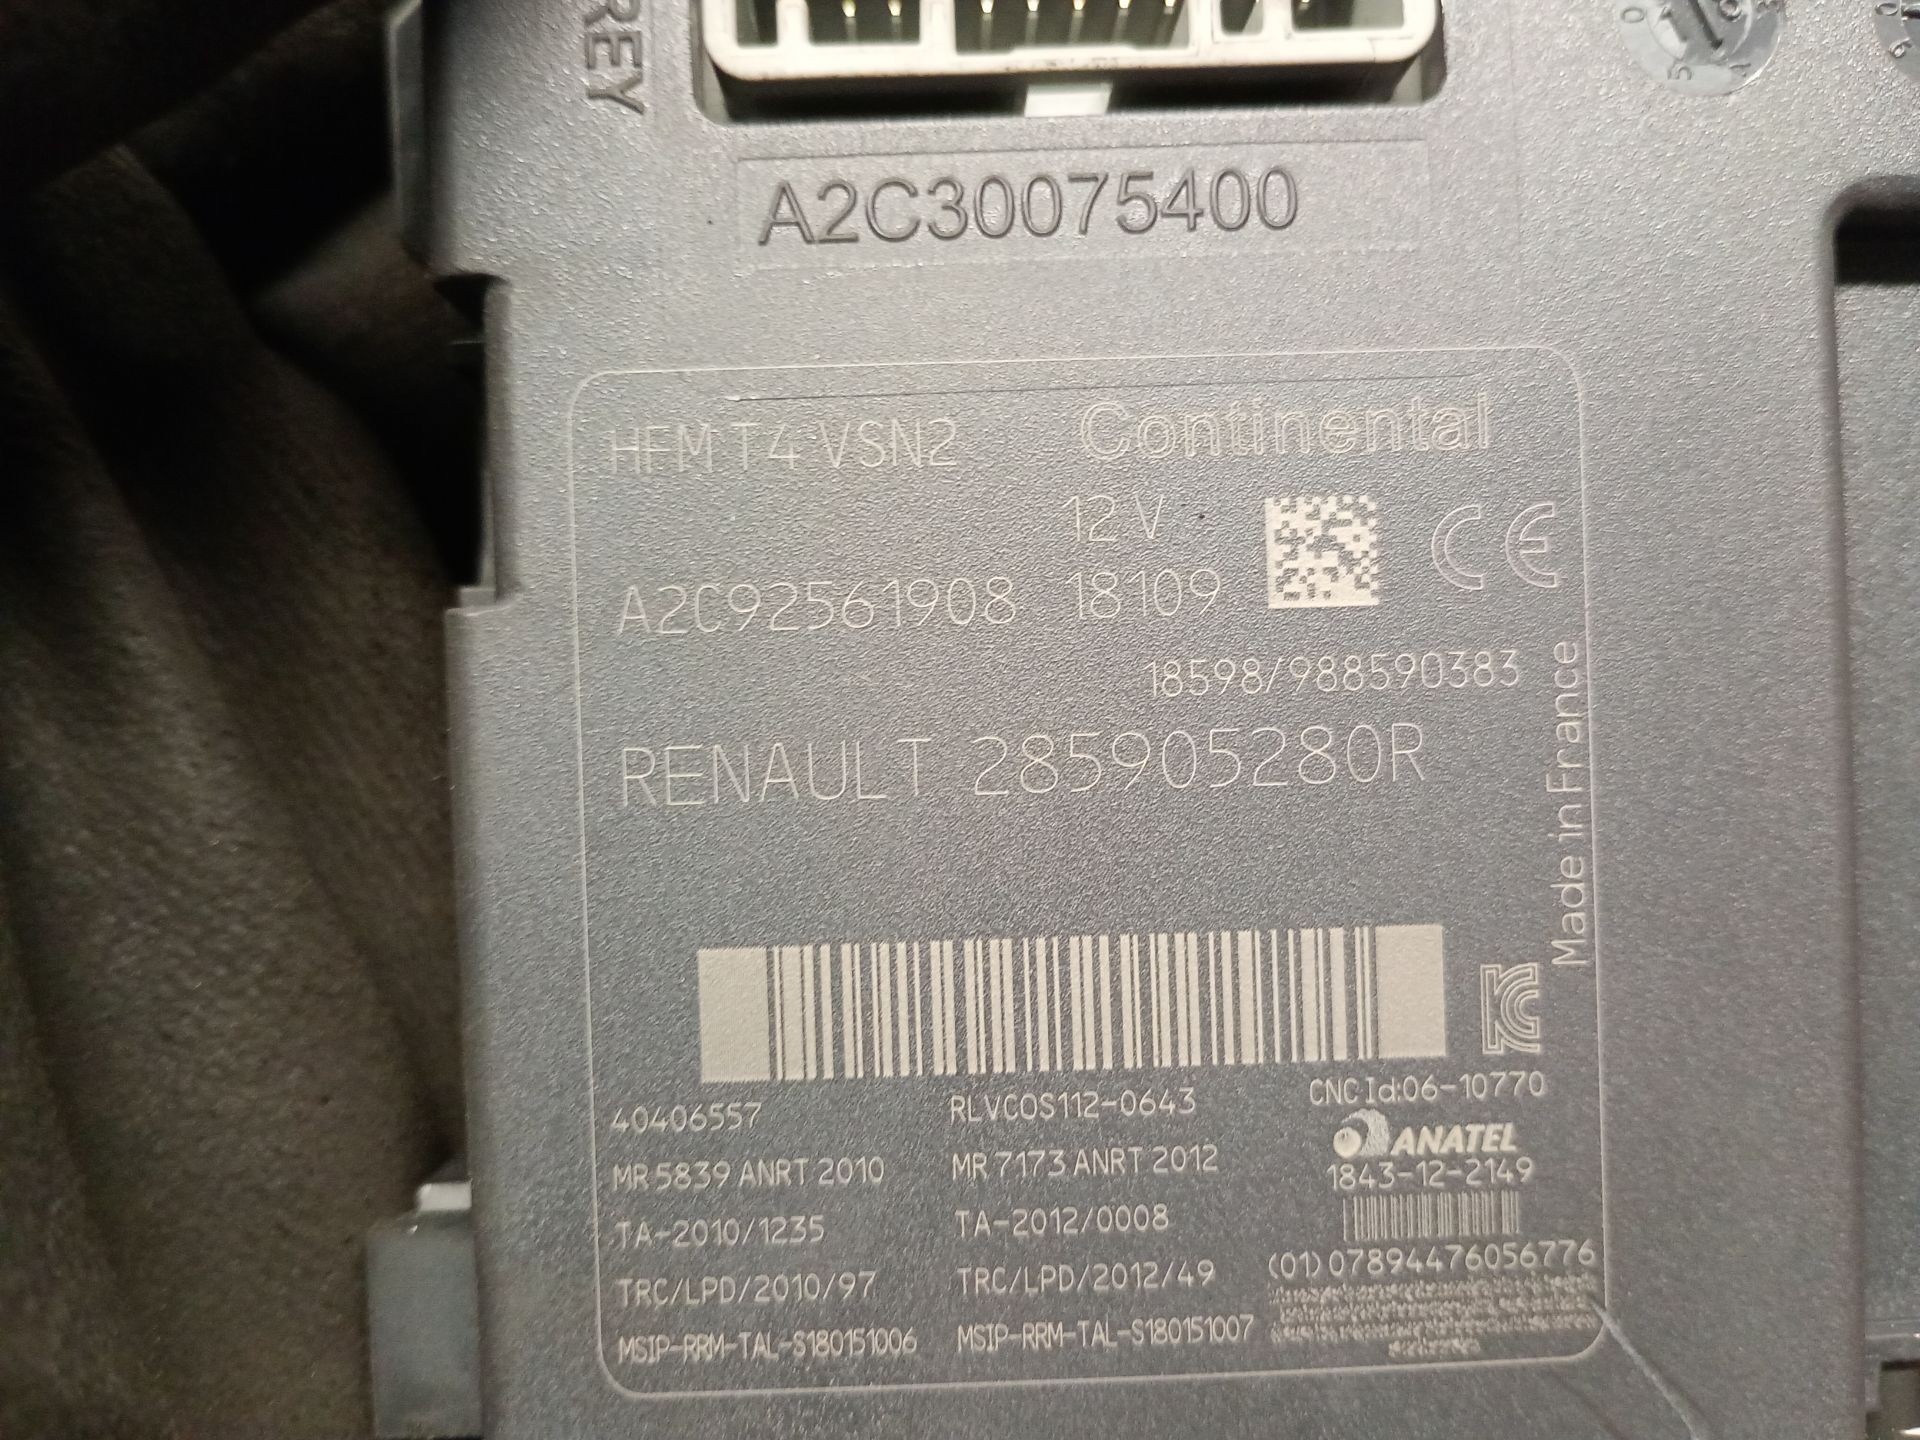 REY
A2C30075400
HFM T4 VSN2
Continental
12 V
A2C92561908
18109
CE
18598/988590383
RENAULT 285905280R
Made in France
KC
40406557
RLVCOS112-0643
CNC Id:06-10770
ANATEL
MR 5839 ANRT 2010
MR 7173 ANRT 2012
1843-12-2149
TA-2010/1235
TA-2012/0008
(01)07894476056776
TRC/LPD/2010/97
TRC/LPD/2012/49
MSIP-RRM-TAL-S180151006
MSIP-RRM-TAL-S180151007